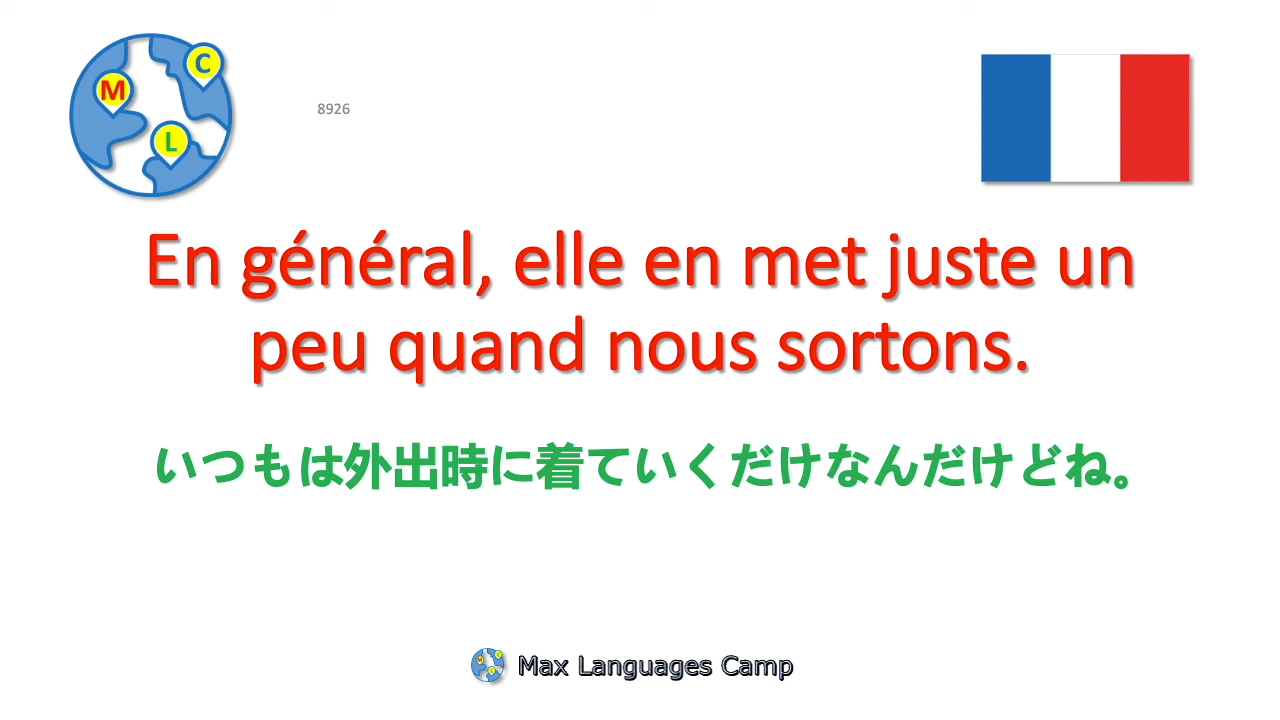 M
C
L
8926
En général, elle en met juste un
peu quand nous sortons.
いつもは外出時に着ていくだけなんだけどね。
Max Languages Camp